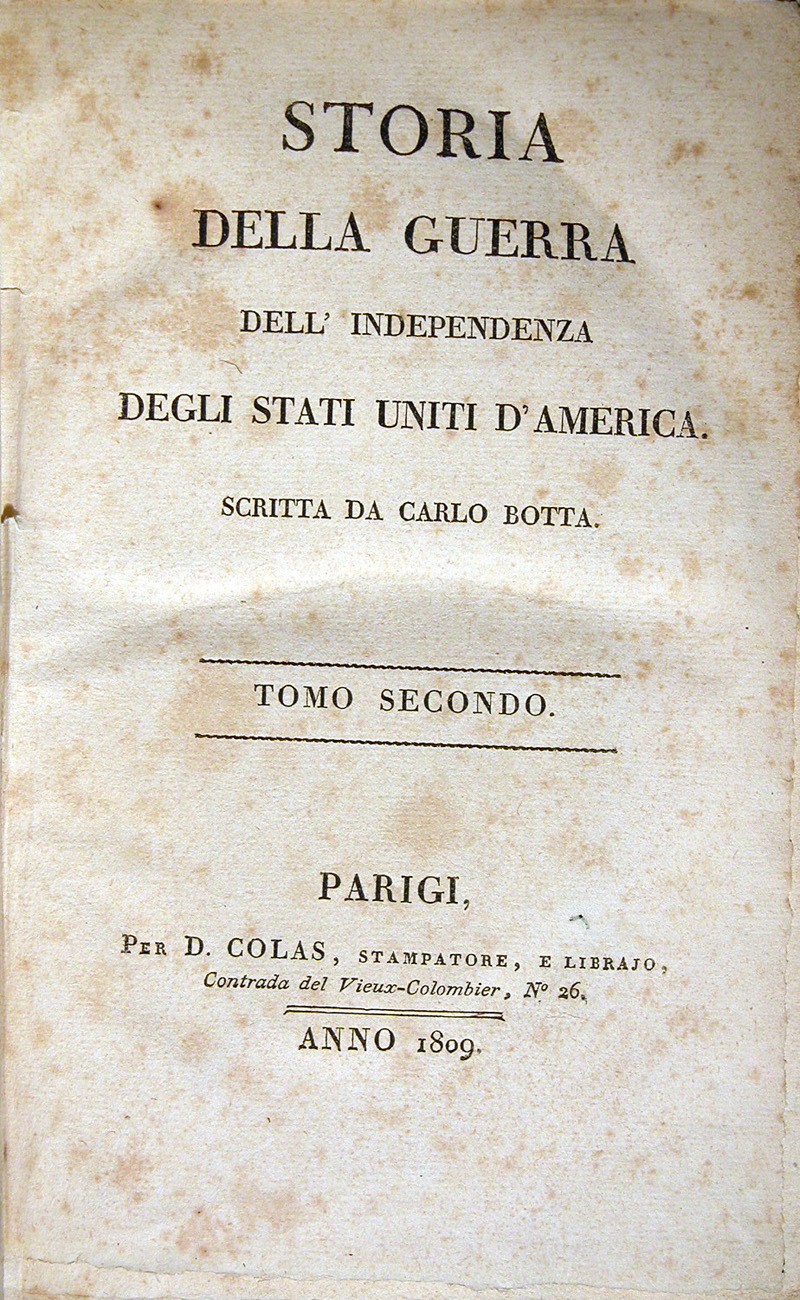 STORIA
DELLA GUERRA
DELL' INDEPENDENZA
DEGLI STATI UNITI D'AMERICA.
SCRITTA DA CARLO BOTTA.
TOMO SECONDO.
PARIGI,
PER D. COLAS, STAMPATORE, E LIBRAJO,
Contrada del Vieux-Colombier, Nº 26.
ANNO 1809.